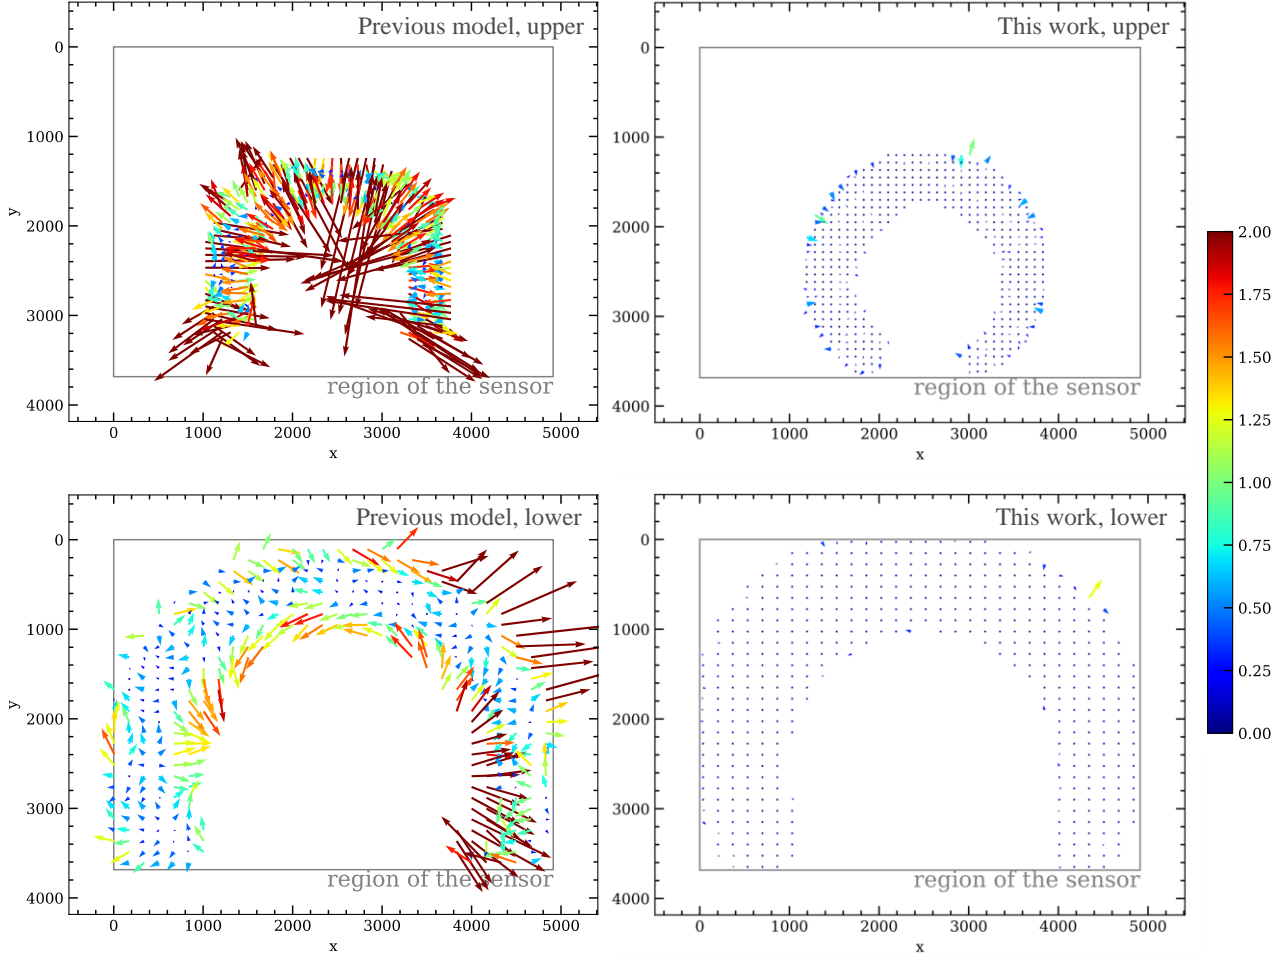 Previous model, upper
0
1000
2000
3000
4000
y
region of the sensor
0 1000 2000 3000 4000 5000
x
This work, upper
0
1000
2000
3000
4000
region of the sensor
0 1000 2000 3000 4000 5000
x
Previous model, lower
0
1000
2000
3000
4000
y
region of the sensor
0 1000 2000 3000 4000 5000
x
This work, lower
0
1000
2000
3000
4000
region of the sensor
0 1000 2000 3000 4000 5000
x
2.00
1.75
1.50
1.25
1.00
0.75
0.50
0.25
0.00